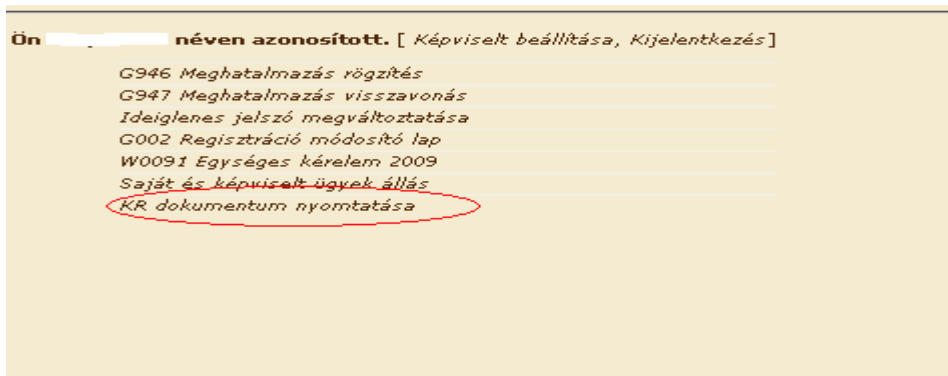 Ön néven azonosított. [ Képviselt beállítása, Kijelentkezés]
G946 Meghatalmazás rögzítés
G947 Meghatalmazás visszavonás
Ideiglenes jelszó megváltoztatása
G002 Regisztráció módosító lap
W0091 Egységes kérelem 2009
Saját és képviselt ügyek állás
KR dokumentum nyomtatása